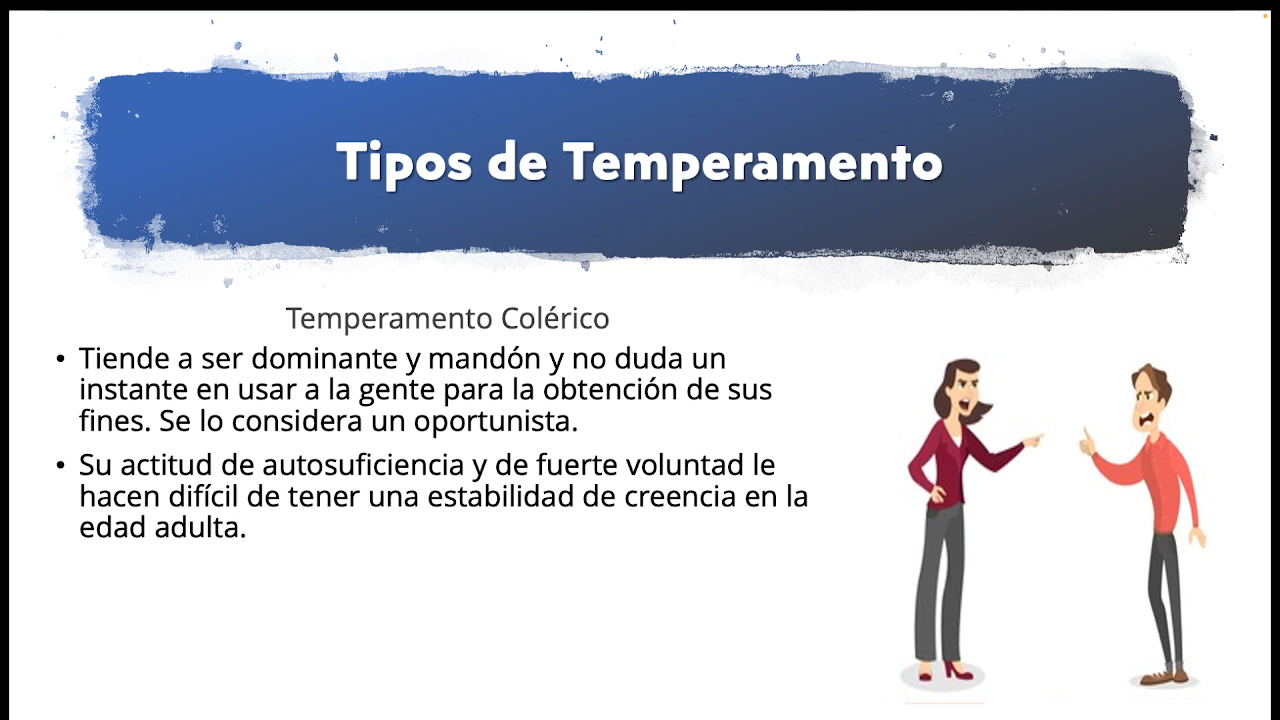 Tipos de Temperamento
Temperamento Colérico
• Tiende a ser dominante y mandón y no duda un
instante en usar a la gente para la obtención de sus
fines. Se lo considera un oportunista.
• Su actitud de autosuficiencia y de fuerte voluntad le
hacen difícil de tener una estabilidad de creencia en la
edad adulta.